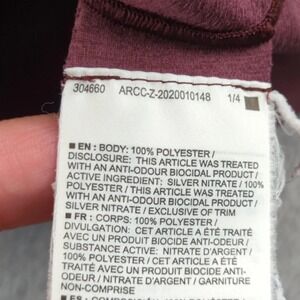 304660 ARCC-Z-2020010148 1/4
■ EN : BODY: 100% POLYESTER /
DISCLOSURE: THIS ARTICLE WAS TREATED
WITH AN ANTI-ODOUR BIOCIDAL PRODUCT /
ACTIVE INGREDIENT: SILVER NITRATE / 100%
POLYESTER / THIS ARTICLE WAS TREATED
WITH ANTI-ODOUR BIOCIDAL PRODUCT /
SILVER NITRATE / EXCLUSIVE OF TRIM
■ FR : CORPS: 100% POLYESTER /
DIVULGATION: CET ARTICLE A ÉTÉ TRAITÉ
AVEC UN PRODUIT BIOCIDE ANTI-ODEUR /
SUBSTANCE ACTIVE: NITRATE D'ARGENT /
100% POLYESTER / CET ARTICLE A ÉTÉ
TRAITÉ AVEC UN PRODUIT BIOCIDE ANTI-
ODEUR / NITRATE D'ARGENT / GARNITURE
NON-COMPRISE
■ ES : 100%